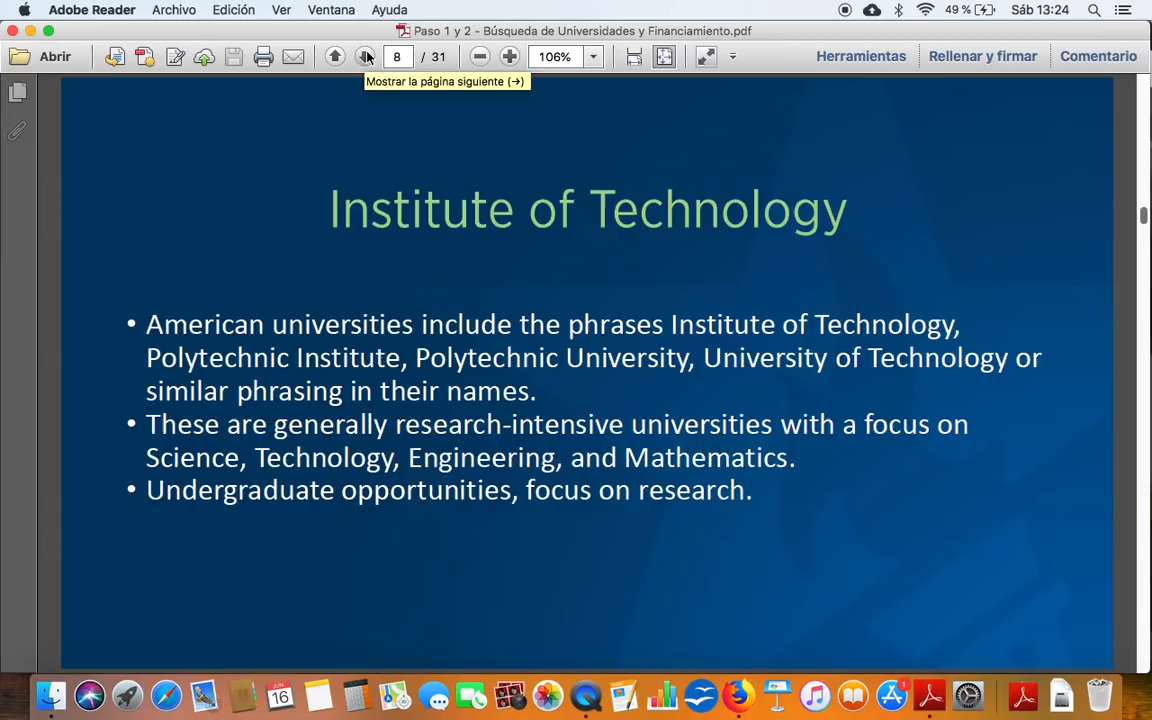 Adobe Reader Archivo Edición Ver Ventana Ayuda 49 % Sáb 13:24
Paso 1 y 2 - Búsqueda de Universidades y Financiamiento.pdf
Abrir 8 / 31 106% Herramientas Rellenar y firmar Comentario
Mostrar la página siguiente (→)
Institute of Technology
• American universities include the phrases Institute of Technology,
Polytechnic Institute, Polytechnic University, University of Technology or
similar phrasing in their names.
• These are generally research-intensive universities with a focus on
Science, Technology, Engineering, and Mathematics.
• Undergraduate opportunities, focus on research.
JUN
16
1